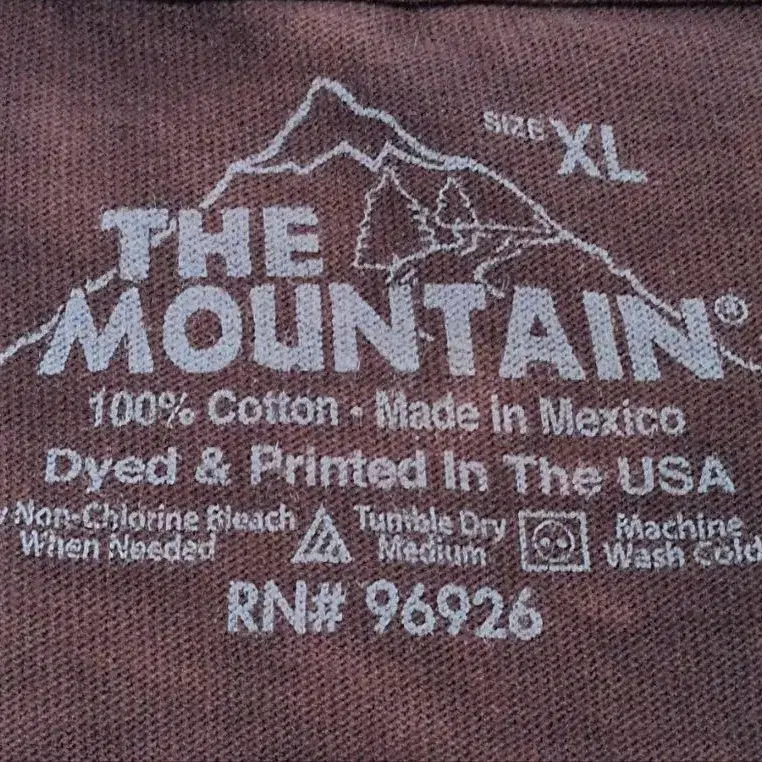 SIZE XL
THE
MOUNTAIN®
100% Cotton • Made in Mexico
Dyed & Printed In The USA
Non-Chlorine Bleach
When Needed
Tumble Dry
Medium
Machine
Wash Cold
RN# 96926